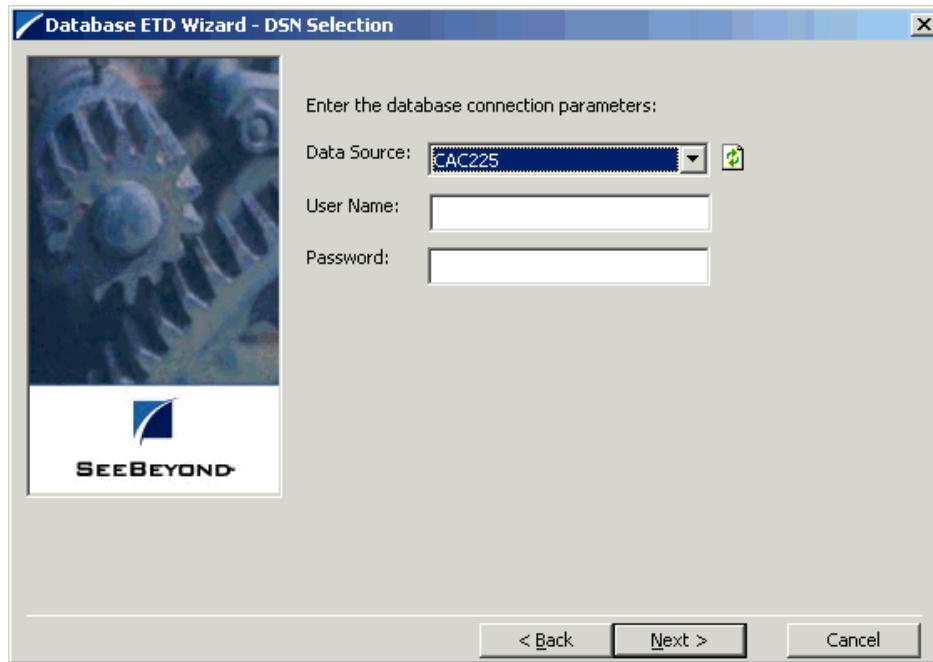 Database ETD Wizard - DSN Selection
Enter the database connection parameters:
Data Source: CAC225
User Name:
Password:
SEEBEYOND
< Back Next > Cancel